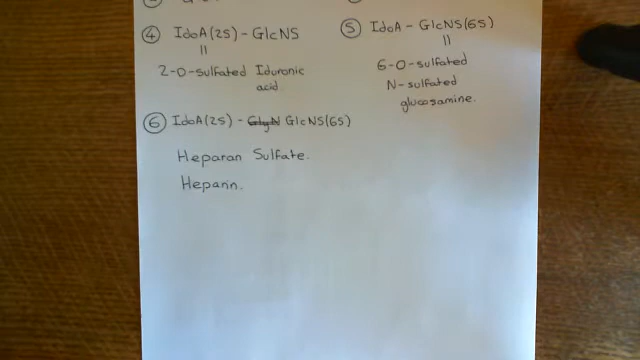 ④ IdoA(2S) - GlcNS
||
2-O-sulfated Iduronic
acid
⑤ IdoA - GlcNS(6S)
||
6-O-sulfated
N-sulfated
glucosamine.
⑥ IdoA(2S) - GlyN GlcNS(6S)
Heparan Sulfate.
Heparin.